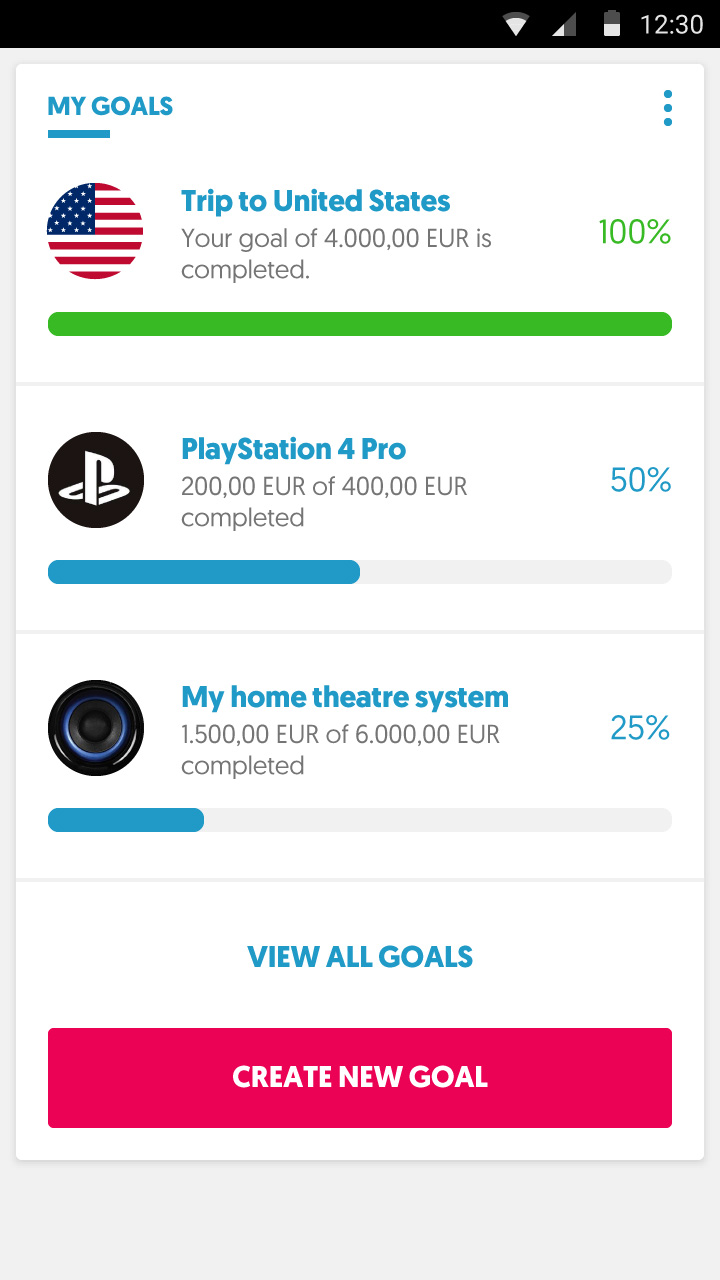 12:30
MY GOALS
Trip to United States
Your goal of 4.000,00 EUR is
completed.
100%
PlayStation 4 Pro
200,00 EUR of 400,00 EUR
completed
50%
My home theatre system
1.500,00 EUR of 6.000,00 EUR
completed
25%
VIEW ALL GOALS
CREATE NEW GOAL